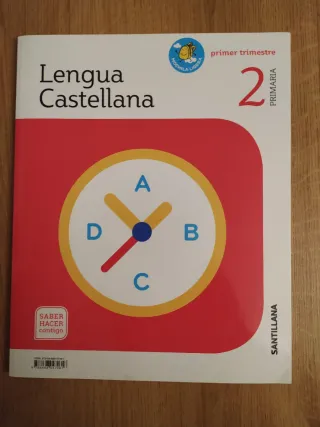 primer trimestre
Lengua
Castellana
2
PRIMARIA
A
B
C
D
SABER
HACER
contigo
SANTILLANA